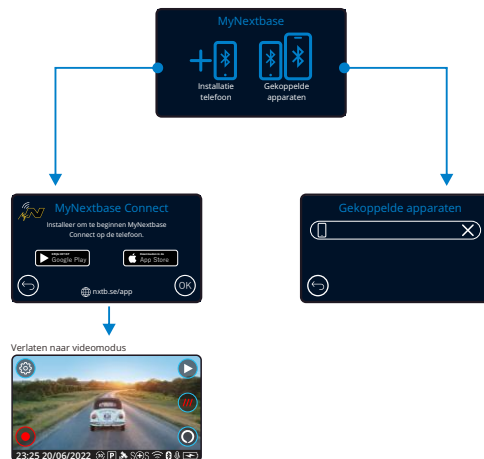 MyNextbase
Installatie
telefoon
Gekoppelde
apparaten
MyNextbase Connect
Installeer om te beginnen MyNextbase
Connect op de telefoon.
Google Play
App Store
OK
nxtb.se/app
Gekoppelde apparaten
Verlaten naar videomodus
23:25 20/06/2022 P SOS